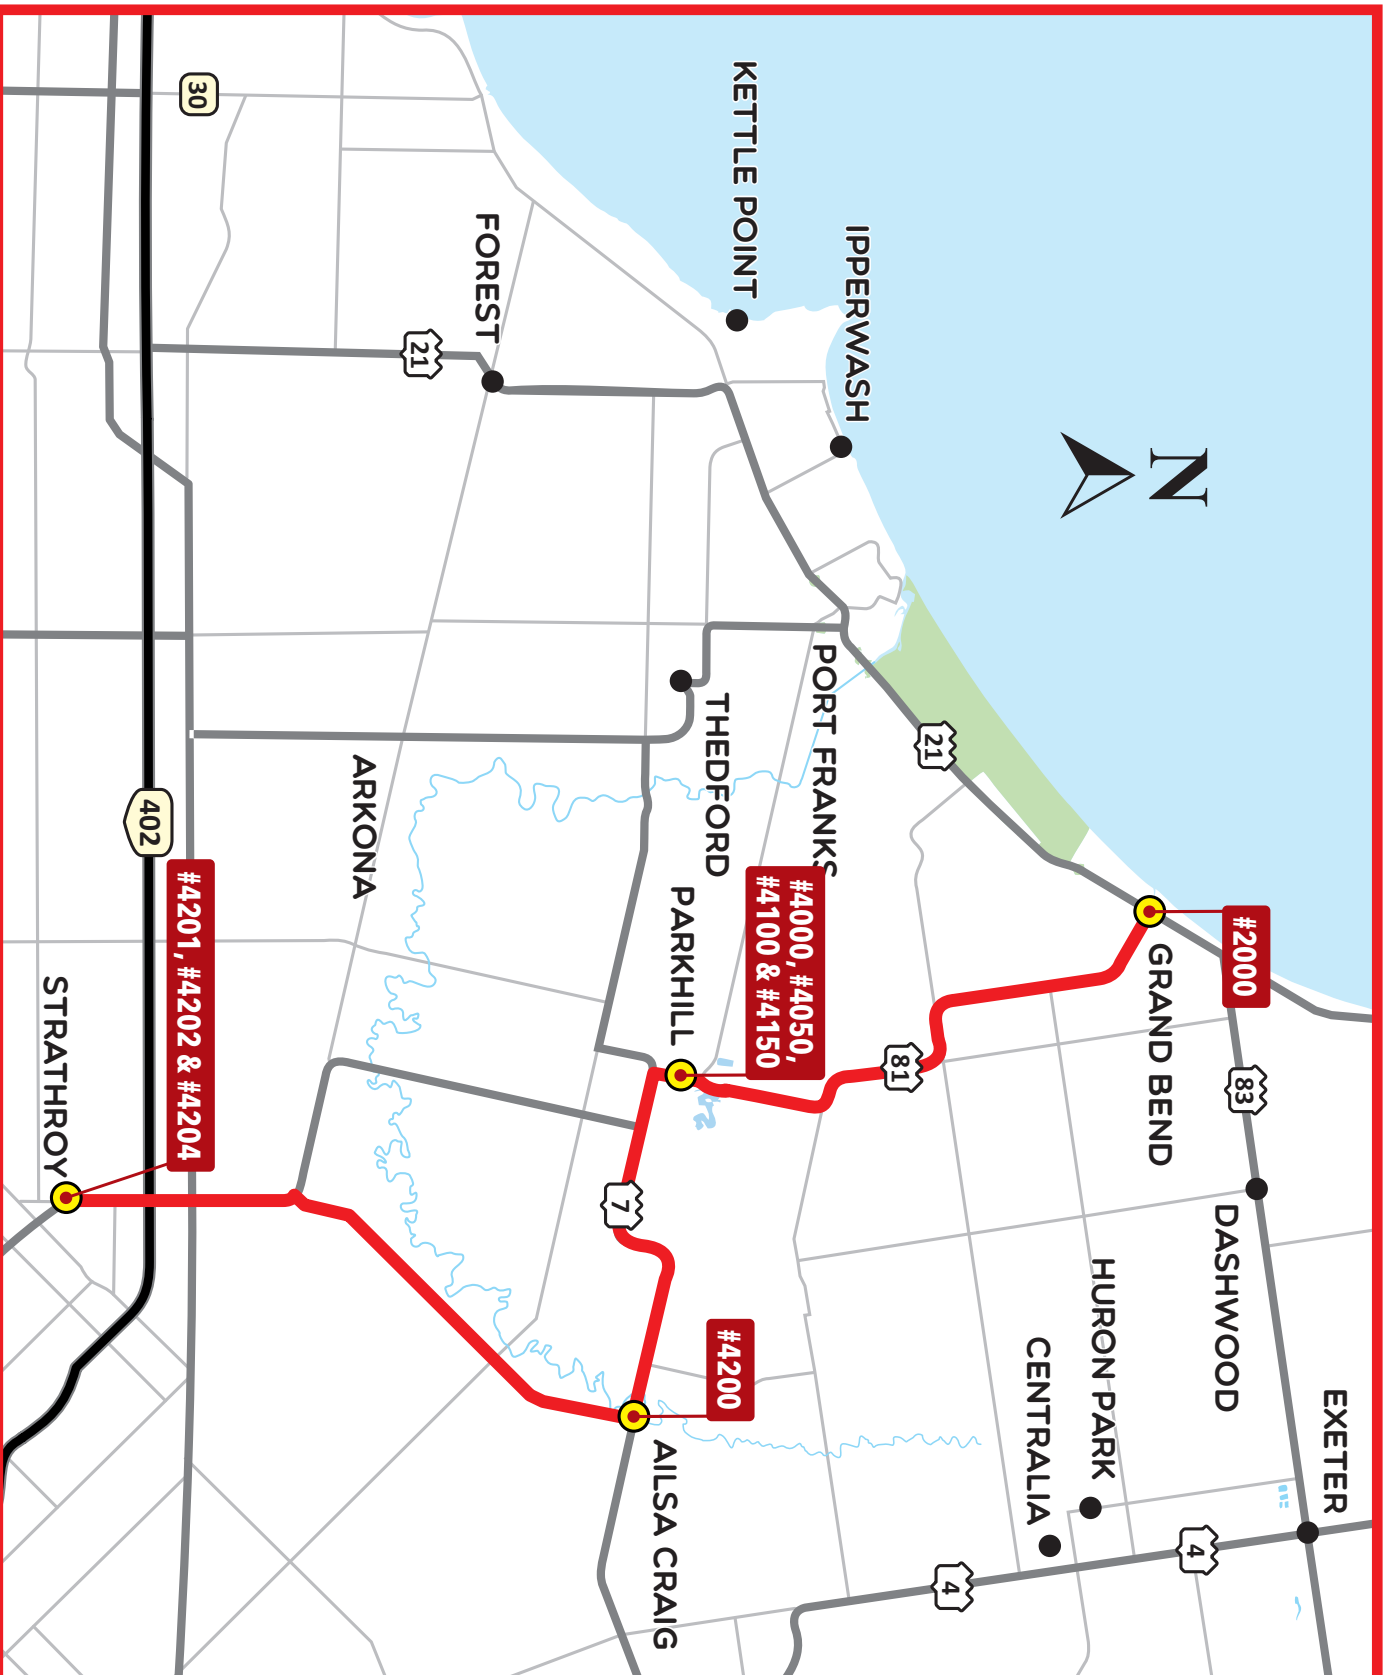 N
KETTLE POINT
IPPERWASH
FOREST
30
21
PORT FRANKS
THEDFORD
21
ARKONA
402
#2000
GRAND BEND
83
DASHWOOD
EXETER
HURON PARK
CENTRALIA
4
4
#4000, #4050,
#4100 & #4150
PARKHILL
81
7
#4200
AILSA CRAIG
#4201, #4202 & #4204
STRATHROY